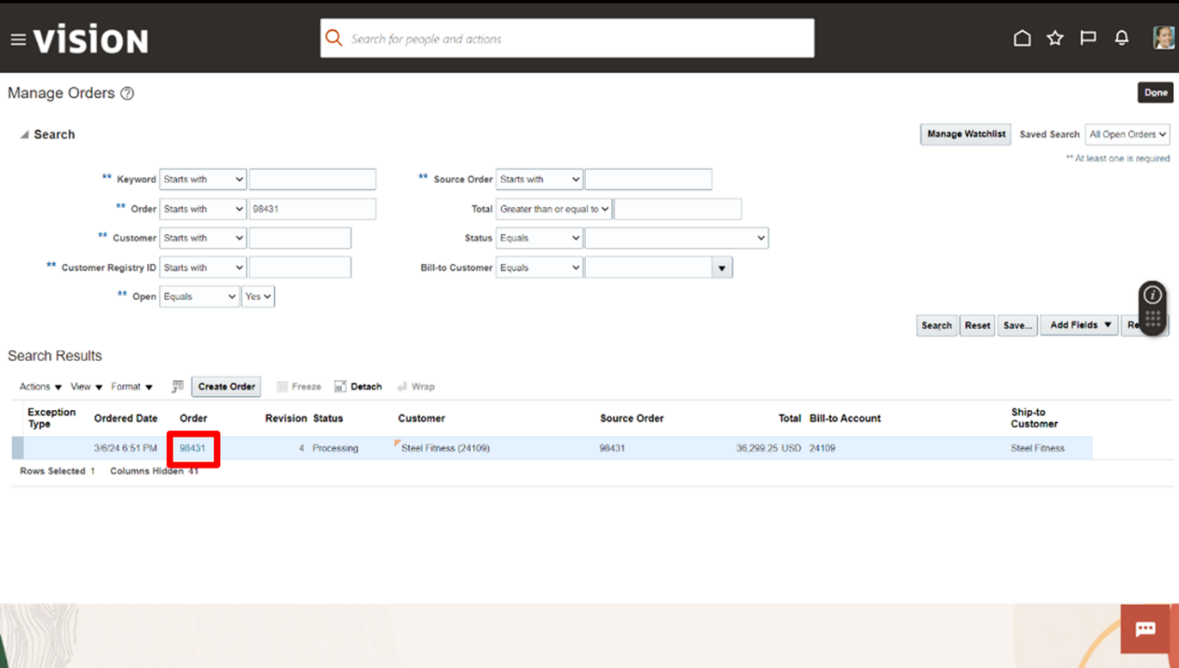 VISION
Search for people and actions
Manage Orders ?
Done
Search
Manage Watchlist Saved Search All Open Orders
** At least one is required
** Keyword Starts with
** Source Order Starts with
** Order Starts with 98431
Total Greater than or equal to
** Customer Starts with
Status Equals
** Customer Registry ID Starts with
Bill-to Customer Equals
** Open Equals Yes
Search Reset Save... Add Fields
Search Results
Actions View Format Create Order Freeze Detach Wrap
Exception Type Ordered Date Order Revision Status Customer Source Order Total Bill-to Account Ship-to Customer
3/6/24 6:51 PM 98431 4 Processing Steel Fitness (24109) 98431 36,299.25 USD 24109 Steel Fitness
Rows Selected 1 Columns Hidden 41